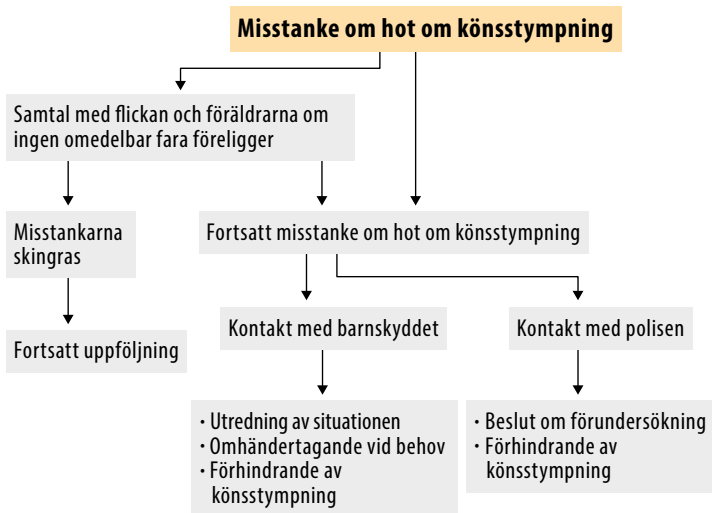 Misstanke om hot om könsstympning
Samtal med flickan och föräldrarna om
ingen omedelbar fara föreligger
Misstankarna
skingras
Fortsatt misstanke om hot om könsstympning
Fortsatt uppföljning
Kontakt med barnskyddet
Kontakt med polisen
· Utredning av situationen
· Omhändertagande vid behov
· Förhindrande av
könsstympning
· Beslut om förundersökning
· Förhindrande av
könsstympning